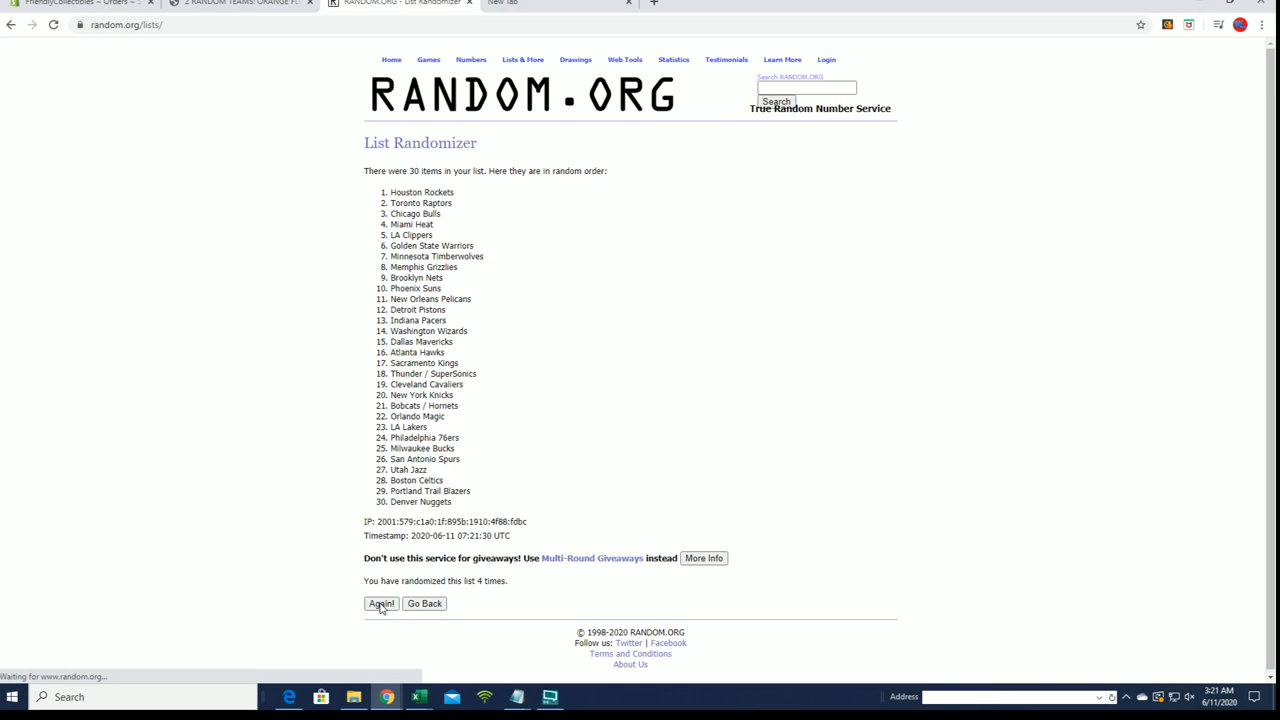 FriendlyCollectibles ~ Orders ~
2 RANDOM TEAMS: ORANGE F
RANDOM.ORG - List Randomizer
New Tab
random.org/lists/
Home Games Numbers Lists & More Drawings Web Tools Statistics Testimonials Learn More Login
RANDOM.ORG
Search RANDOM.ORG
Search
True Random Number Service
List Randomizer
There were 30 items in your list. Here they are in random order:
1. Houston Rockets
2. Toronto Raptors
3. Chicago Bulls
4. Miami Heat
5. LA Clippers
6. Golden State Warriors
7. Minnesota Timberwolves
8. Memphis Grizzlies
9. Brooklyn Nets
10. Phoenix Suns
11. New Orleans Pelicans
12. Detroit Pistons
13. Indiana Pacers
14. Washington Wizards
15. Dallas Mavericks
16. Atlanta Hawks
17. Sacramento Kings
18. Thunder / SuperSonics
19. Cleveland Cavaliers
20. New York Knicks
21. Bobcats / Hornets
22. Orlando Magic
23. LA Lakers
24. Philadelphia 76ers
25. Milwaukee Bucks
26. San Antonio Spurs
27. Utah Jazz
28. Boston Celtics
29. Portland Trail Blazers
30. Denver Nuggets
IP: 2001:579:c1a0:1f:895b:1910:4f88:fdbc
Timestamp: 2020-06-11 07:21:30 UTC
Don't use this service for giveaways! Use Multi-Round Giveaways instead More Info
You have randomized this list 4 times.
Again! Go Back
© 1998-2020 RANDOM.ORG
Follow us: Twitter | Facebook
Terms and Conditions
About Us
Waiting for www.random.org...
Search
Address
3:21 AM
6/11/2020